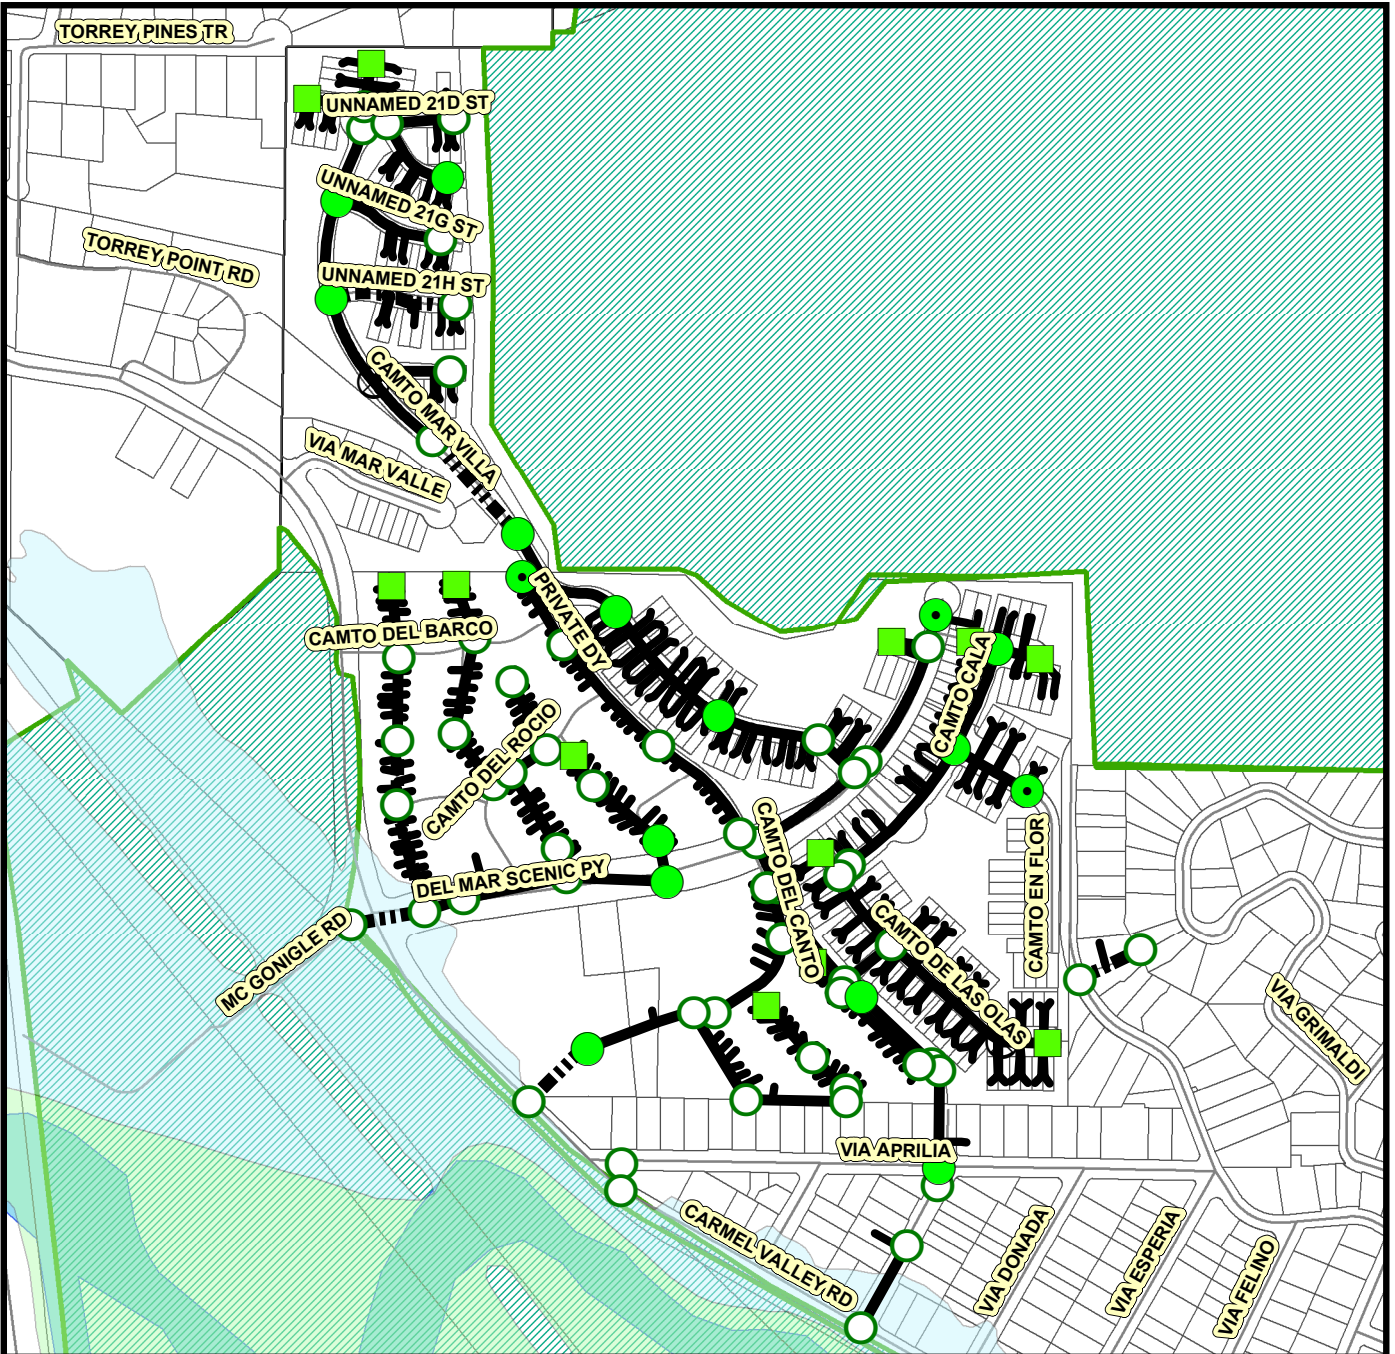 TORREY PINES TR
UNNAMED 21D ST
UNNAMED 21G ST
TORREY POINT RD
UNNAMED 21H ST
CAMTO MAR VILLA
VIA MAR VALLE
PRIVATE DY
CAMTO DEL BARCO
CAMTO CALA
CAMTO DEL ROCIO
CAMTO DEL CANTO
CAMTO EN FLOR
DEL MAR SCENIC PY
MC GONIGLE RD
CAMTO DE LAS OLAS
VIA GRIMALDI
VIA APRILIA
CARMEL VALLEY RD
VIA DONADA
VIA ESPERIA
VIA FELINO